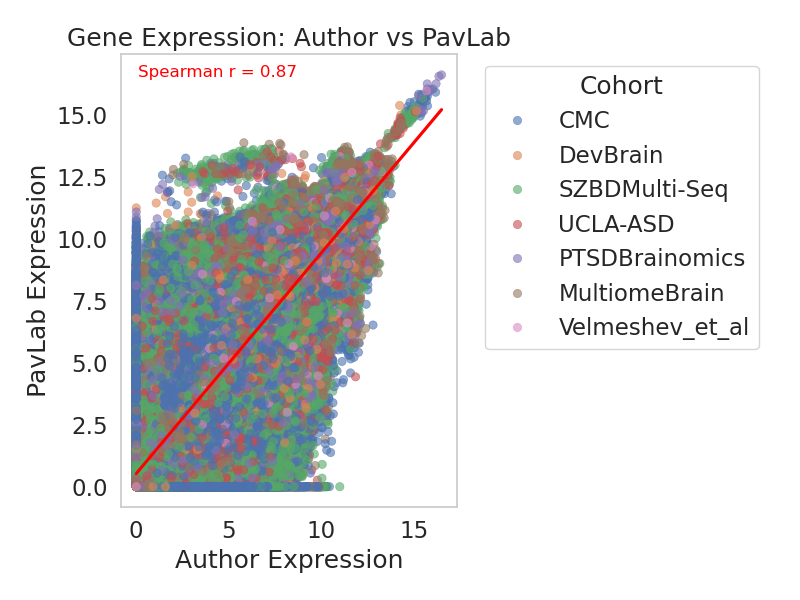 Gene Expression: Author vs PavLab
Spearman r = 0.87
PavLab Expression
15.0
12.5
10.0
7.5
5.0
2.5
0.0
0 5 10 15
Author Expression
Cohort
CMC
DevBrain
SZBDMulti-Seq
UCLA-ASD
PTSDBrainomics
MultiomeBrain
Velmeshev_et_al